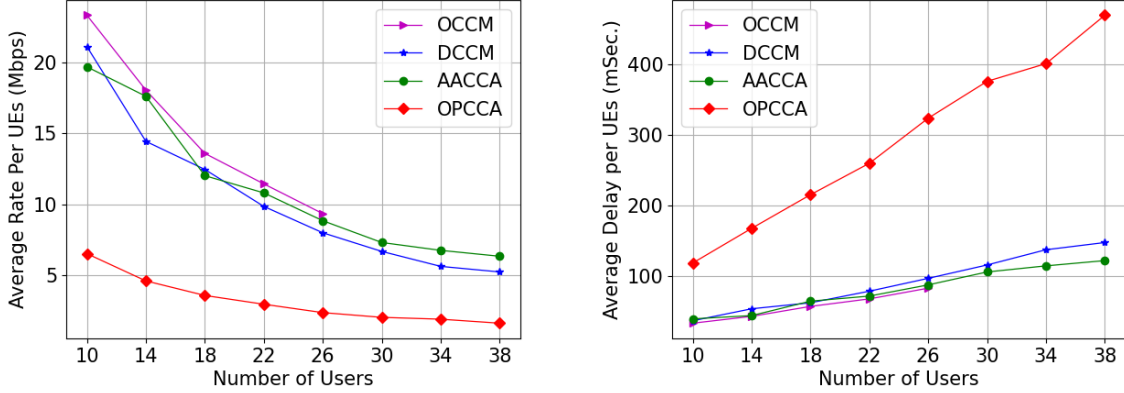 Average Rate Per UEs (Mbps)
20
15
10
5
OCCM
DCCM
AACCA
OPCCA
10 14 18 22 26 30 34 38
Number of Users
Average Delay per UEs (mSec.)
400
300
200
100
OCCM
DCCM
AACCA
OPCCA
10 14 18 22 26 30 34 38
Number of Users